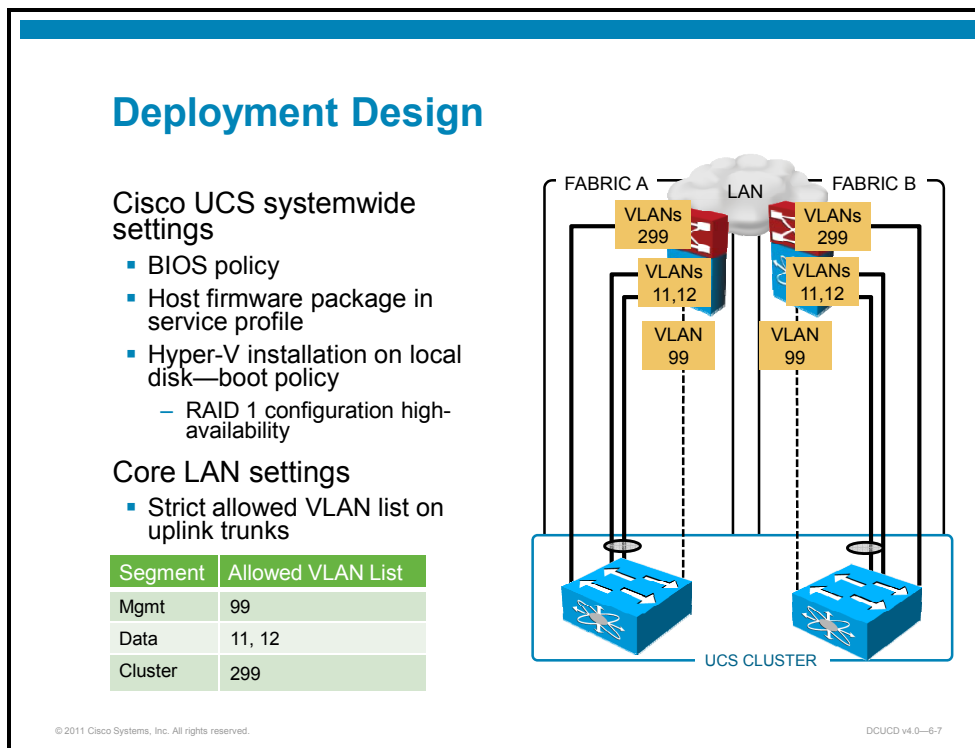 Deployment Design
Cisco UCS systemwide
settings
▪ BIOS policy
▪ Host firmware package in
service profile
▪ Hyper-V installation on local
disk—boot policy
– RAID 1 configuration high-
availability
Core LAN settings
▪ Strict allowed VLAN list on
uplink trunks
Segment Allowed VLAN List
Mgmt 99
Data 11, 12
Cluster 299
FABRIC A
LAN
FABRIC B
VLANs
299
VLANs
299
VLANs
11,12
VLANs
11,12
VLAN
99
VLAN
99
UCS CLUSTER
© 2011 Cisco Systems, Inc. All rights reserved.
DCUCD v4.0—6-7